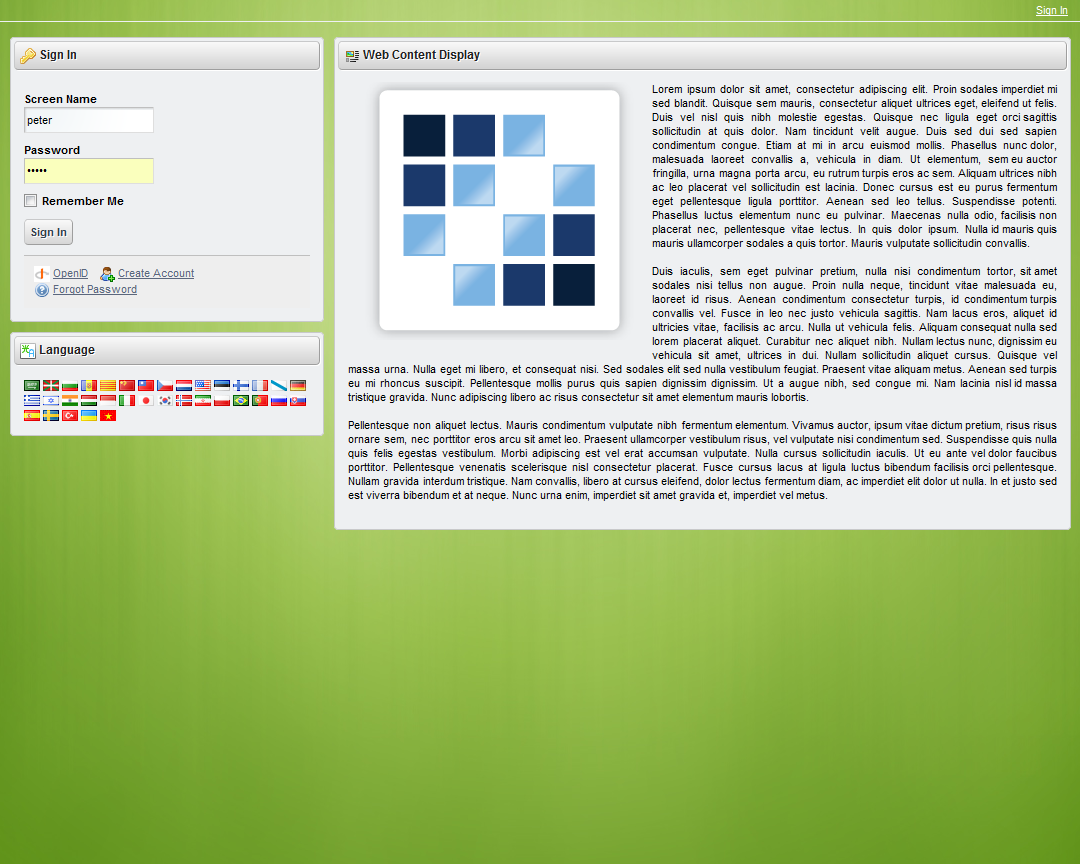 Sign In
Sign In
Screen Name
peter
Password
•••••
Remember Me
Sign In
OpenID
Create Account
Forgot Password
Language
Web Content Display
Lorem ipsum dolor sit amet, consectetur adipiscing elit. Proin sodales imperdiet mi
sed blandit. Quisque sem mauris, consectetur aliquet ultrices eget, eleifend ut felis.
Duis vel nisl quis nibh molestie egestas. Quisque nec ligula eget orci sagittis
sollicitudin at quis dolor. Nam tincidunt velit augue. Duis sed dui sed sapien
condimentum congue. Etiam at mi in arcu euismod mollis. Phasellus nunc dolor,
malesuada laoreet convallis a, vehicula in diam. Ut elementum, sem eu auctor
fringilla, urna magna porta arcu, eu rutrum turpis eros ac sem. Aliquam ultrices nibh
ac leo placerat vel sollicitudin est lacinia. Donec cursus est eu purus fermentum
eget pellentesque ligula porttitor. Aenean sed leo tellus. Suspendisse potenti.
Phasellus luctus elementum nunc eu pulvinar. Maecenas nulla odio, facilisis non
placerat nec, pellentesque vitae lectus. In quis dolor ipsum. Nulla id mauris quis
mauris ullamcorper sodales a quis tortor. Mauris vulputate sollicitudin convallis.
Duis iaculis, sem eget pulvinar pretium, nulla nisi condimentum tortor, sit amet
sodales nisi tellus non augue. Proin nulla neque, tincidunt vitae malesuada eu,
laoreet id risus. Aenean condimentum consectetur turpis, id condimentum turpis
convallis vel. Fusce in leo nec justo vehicula sagittis. Nam lacus eros, aliquet id
ultricies vitae, facilisis ac arcu. Nulla ut vehicula felis. Aliquam consequat nulla sed
lorem placerat aliquet. Curabitur nec aliquet nibh. Nullam lectus nunc, dignissim eu
vehicula sit amet, ultrices in dui. Nullam sollicitudin aliquet cursus. Quisque vel
massa urna. Nulla eget mi libero, et consequat nisi. Sed sodales elit sed nulla vestibulum feugiat. Praesent vitae aliquam metus. Aenean sed turpis
eu mi rhoncus suscipit. Pellentesque mollis purus quis sapien dignissim dignissim. Ut a augue nibh, sed congue mi. Nam lacinia nisl id massa
tristique gravida. Nunc adipiscing libero ac risus consectetur sit amet elementum mauris lobortis.
Pellentesque non aliquet lectus. Mauris condimentum vulputate nibh fermentum elementum. Vivamus auctor, ipsum vitae dictum pretium, risus risus
ornare sem, nec porttitor eros arcu sit amet leo. Praesent ullamcorper vestibulum risus, vel vulputate nisi condimentum sed. Suspendisse quis nulla
quis felis egestas vestibulum. Morbi adipiscing est vel erat accumsan vulputate. Nulla cursus sollicitudin iaculis. Ut eu ante vel dolor faucibus
porttitor. Pellentesque venenatis scelerisque nisl consectetur placerat. Fusce cursus lacus at ligula luctus bibendum facilisis orci pellentesque.
Nullam gravida interdum tristique. Nam convallis, libero at cursus eleifend, dolor lectus fermentum diam, ac imperdiet elit dolor ut nulla. In et justo sed
est viverra bibendum et at neque. Nunc urna enim, imperdiet sit amet gravida et, imperdiet vel metus.